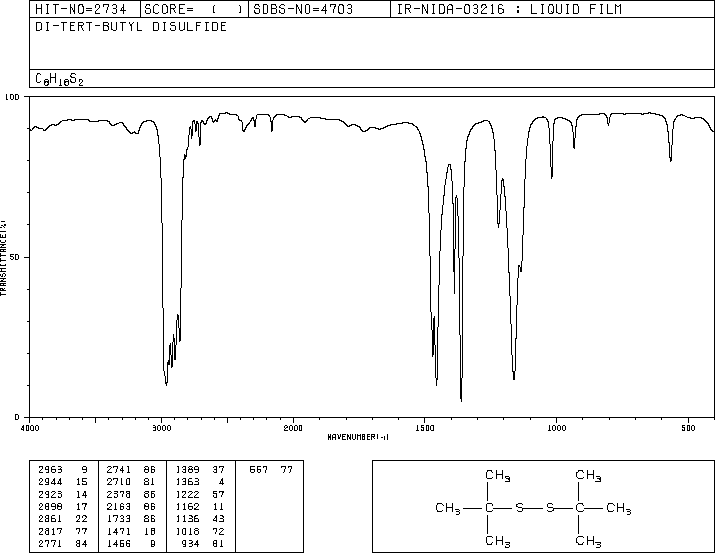 HIT-NO=2734 SCORE= ( ) SDBS-NO=4703 IR-NIDA-03216 : LIQUID FILM
DI-TERT-BUTYL DISULFIDE
C8H18S2
100
50
0
TRANSMITTANCE(%)
4000 3000 2000 1500 1000 500
WAVENUMBER(-1)
2963 9 2741 86 1389 37 567 77
2944 15 2710 81 1363 4
2923 14 2378 86 1222 57
2898 17 2163 86 1162 11
2861 22 1733 86 1136 43
2817 77 1471 18 1018 72
2771 84 1456 9 934 81
CH3 CH3
CH3 C S S C CH3
CH3 CH3